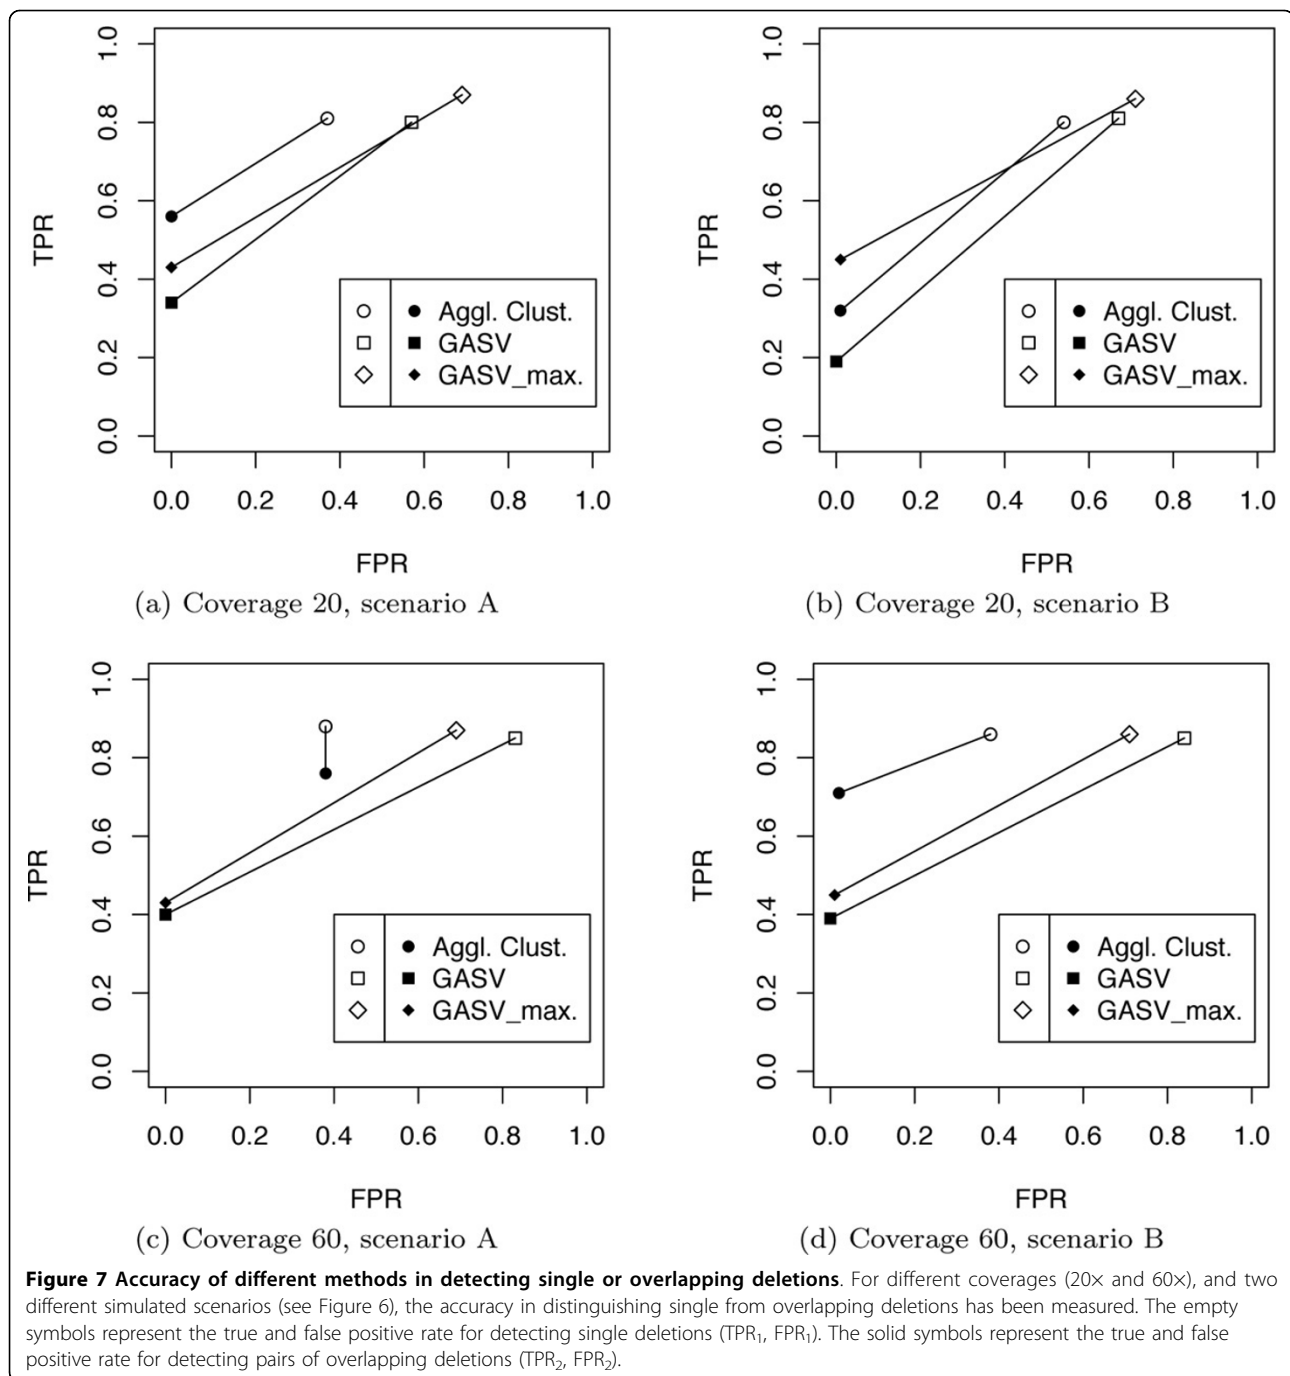 1.0
0.8
0.6
0.4
0.2
0.0
TPR
Aggl. Clust.
GASV
GASV_max.
0.0 0.2 0.4 0.6 0.8 1.0
FPR
(a) Coverage 20, scenario A
1.0
0.8
0.6
0.4
0.2
0.0
TPR
Aggl. Clust.
GASV
GASV_max.
0.0 0.2 0.4 0.6 0.8 1.0
FPR
(b) Coverage 20, scenario B
1.0
0.8
0.6
0.4
0.2
0.0
TPR
Aggl. Clust.
GASV
GASV_max.
0.0 0.2 0.4 0.6 0.8 1.0
FPR
(c) Coverage 60, scenario A
1.0
0.8
0.6
0.4
0.2
0.0
TPR
Aggl. Clust.
GASV
GASV_max.
0.0 0.2 0.4 0.6 0.8 1.0
FPR
(d) Coverage 60, scenario B
Figure 7 Accuracy of different methods in detecting single or overlapping deletions. For different coverages (20× and 60×), and two
different simulated scenarios (see Figure 6), the accuracy in distinguishing single from overlapping deletions has been measured. The empty
symbols represent the true and false positive rate for detecting single deletions (TPR₁, FPR₁). The solid symbols represent the true and false
positive rate for detecting pairs of overlapping deletions (TPR₂, FPR₂).